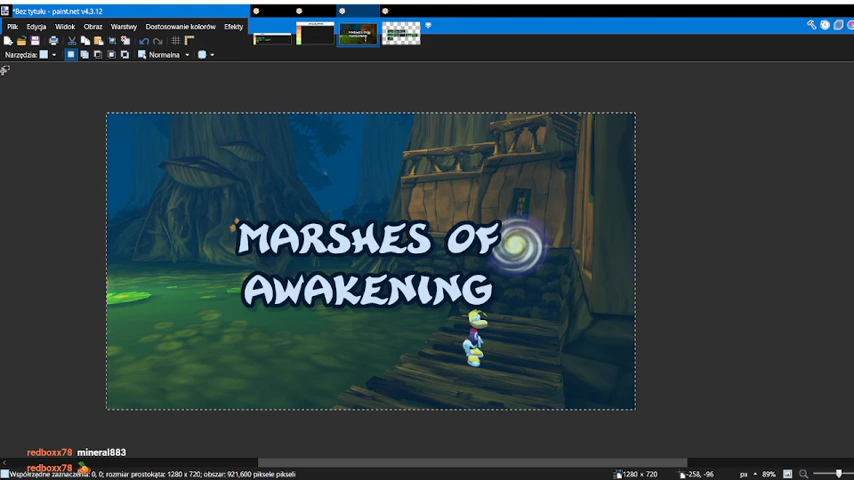 *Bez tytułu - paint.net v4.3.12
Plik Edycja Widok Obraz Warstwy Dostosowanie kolorów Efekty
Narzędzia:
Normalna
MARSHES OF
AWAKENING
redboxx78 mineral883
redboxx78
Współrzędne zaznaczenia: 0, 0; rozmiar prostokąta: 1280 x 720; obszar: 921,600 piksele pikseli
1280 × 720
-258, -96
px
89%